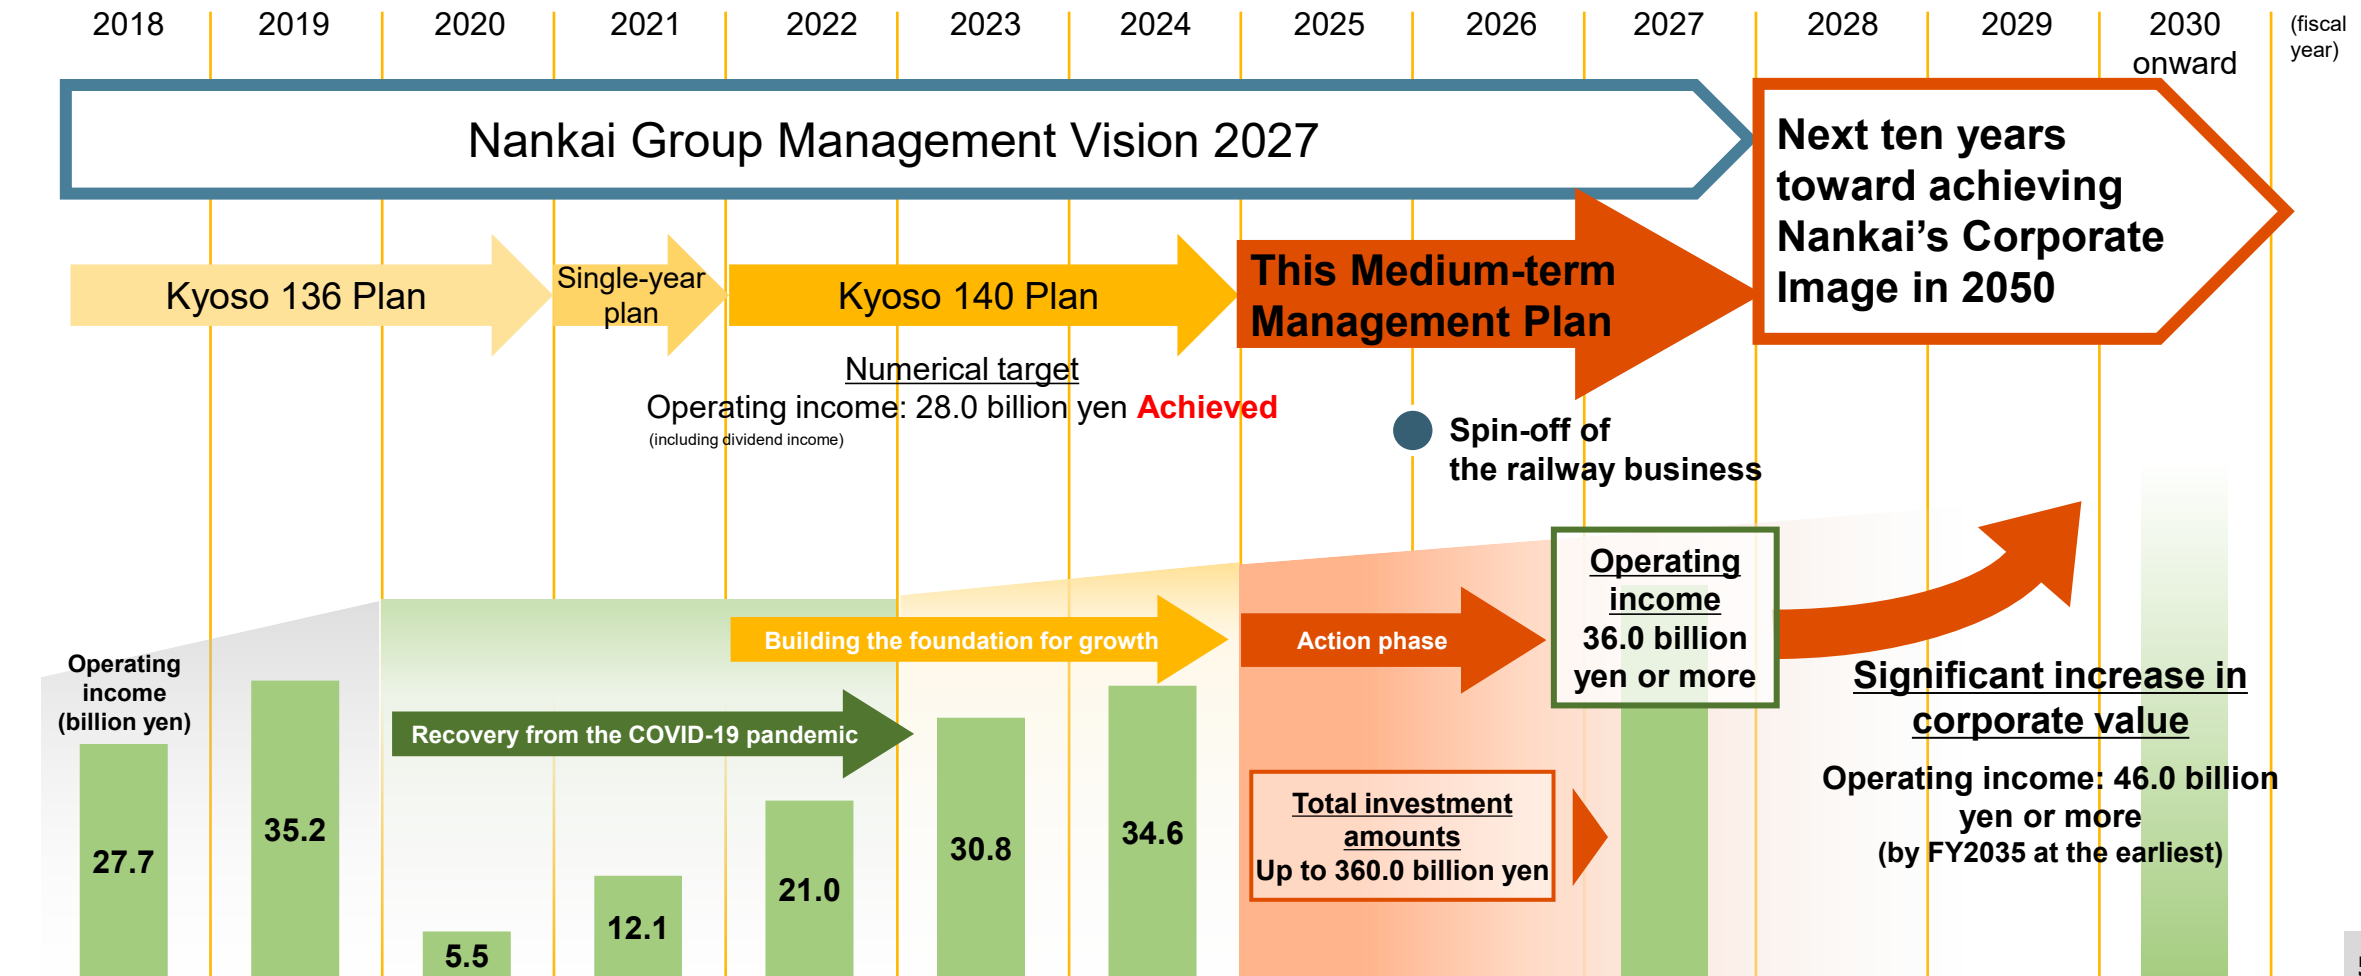 2018 2019 2020 2021 2022 2023 2024 2025 2026 2027 2028 2029 2030 onward (fiscal year)
Nankai Group Management Vision 2027
Next ten years
toward achieving
Nankai’s Corporate
Image in 2050
Kyoso 136 Plan
Single-year
plan
Kyoso 140 Plan
This Medium-term
Management Plan
Numerical target
Operating income: 28.0 billion yen Achieved
(including dividend income)
Spin-off of
the railway business
Operating
income
(billion yen)
Building the foundation for growth
Recovery from the COVID-19 pandemic
Action phase
Operating
income
36.0 billion
yen or more
Significant increase in
corporate value
Operating income: 46.0 billion
yen or more
(by FY2035 at the earliest)
Total investment
amounts
Up to 360.0 billion yen
27.7
35.2
5.5
12.1
21.0
30.8
34.6